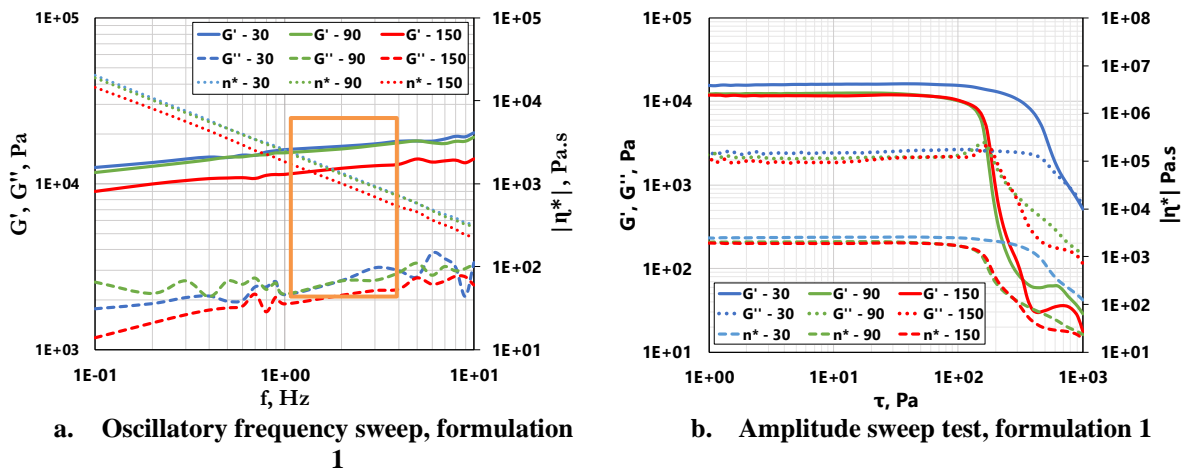 1E+05
1E+04
1E+03
G', G'', Pa
1E-01
1E+00
1E+01
f, Hz
1E+05
1E+04
1E+03
1E+02
1E+01
|η*| , Pa.s
G' - 30
G' - 90
G' - 150
G'' - 30
G'' - 90
G'' - 150
n* - 30
n* - 90
n* - 150
a. Oscillatory frequency sweep, formulation
1
1E+05
1E+04
1E+03
1E+02
1E+01
G', G'', Pa
1E+00
1E+01
1E+02
1E+03
τ, Pa
1E+08
1E+07
1E+06
1E+05
1E+04
1E+03
1E+02
1E+01
|η*| Pa.s
G' - 30
G' - 90
G' - 150
G'' - 30
G'' - 90
G'' - 150
n* - 30
n* - 90
n* - 150
b. Amplitude sweep test, formulation 1